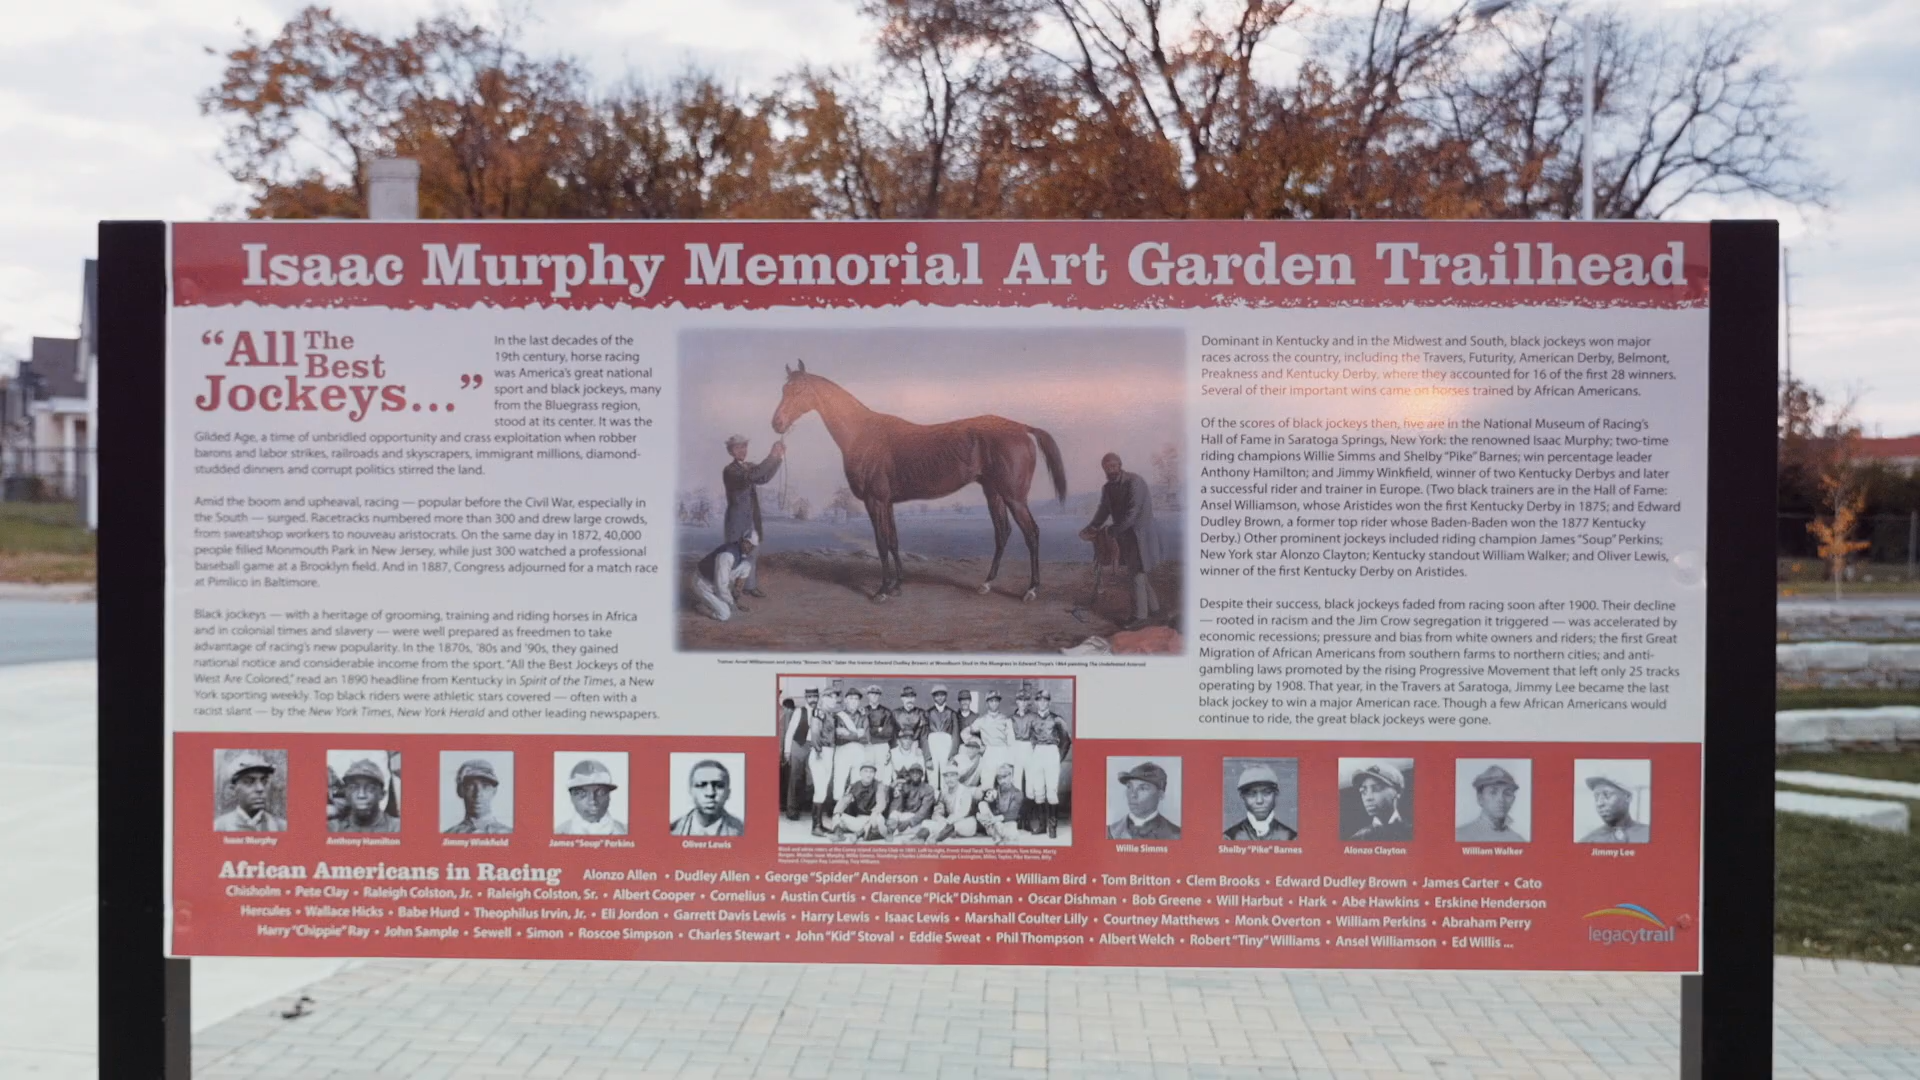 Isaac Murphy Memorial Art Garden Trailhead
“All The Best
Jockeys...”
In the last decades of the
19th century, horse racing
was America's great national
sport and black jockeys, many
from the Bluegrass region,
stood at its center. It was the
Gilded Age, a time of unbridled opportunity and crass exploitation when robber
barons and labor strikes, railroads and skyscrapers, immigrant millions, diamond-
studded dinners and corrupt politics stirred the land.
Amid the boom and upheaval, racing — popular before the Civil War, especially in
the South — surged. Racetracks numbered more than 300 and drew large crowds,
from sweatshop workers to nouveau aristocrats. On the same day in 1872, 40,000
people filled Monmouth Park in New Jersey, while just 300 watched a professional
baseball game at a Brooklyn field. And in 1887, Congress adjourned for a match race
at Pimlico in Baltimore.
Black jockeys — with a heritage of grooming, training and riding horses in Africa
and in colonial times and slavery — were well prepared as freedmen to take
advantage of racing's new popularity. In the 1870s, '80s and '90s, they gained
national notice and considerable income from the sport. “All the Best Jockeys of the
West Are Colored,” read an 1890 headline from Kentucky in Spirit of the Times, a New
York sporting weekly. Top black riders were athletic stars covered — often with a
racist slant — by the New York Times, New York Herald and other leading newspapers.
Trainer Ansel Williamson and jockey "Brown Dick" (later the trainer Edward Dudley Brown) at Woodburn Stud in the Bluegrass in Edward Troye's 1864 painting The Undefeated Asteroid
Dominant in Kentucky and in the Midwest and South, black jockeys won major
races across the country, including the Travers, Futurity, American Derby, Belmont,
Preakness and Kentucky Derby, where they accounted for 16 of the first 28 winners.
Several of their important wins came on horses trained by African Americans.
Of the scores of black jockeys then, five are in the National Museum of Racing's
Hall of Fame in Saratoga Springs, New York: the renowned Isaac Murphy; two-time
riding champions Willie Simms and Shelby “Pike” Barnes; win percentage leader
Anthony Hamilton; and Jimmy Winkfield, winner of two Kentucky Derbys and later
a successful rider and trainer in Europe. (Two black trainers are in the Hall of Fame:
Ansel Williamson, whose Aristides won the first Kentucky Derby in 1875; and Edward
Dudley Brown, a former top rider whose Baden-Baden won the 1877 Kentucky
Derby.) Other prominent jockeys included riding champion James “Soup” Perkins;
New York star Alonzo Clayton; Kentucky standout William Walker; and Oliver Lewis,
winner of the first Kentucky Derby on Aristides.
Despite their success, black jockeys faded from racing soon after 1900. Their decline
— rooted in racism and the Jim Crow segregation it triggered — was accelerated by
economic recessions; pressure and bias from white owners and riders; the first Great
Migration of African Americans from southern farms to northern cities; and anti-
gambling laws promoted by the rising Progressive Movement that left only 25 tracks
operating by 1908. That year, in the Travers at Saratoga, Jimmy Lee became the last
black jockey to win a major American race. Though a few African Americans would
continue to ride, the great black jockeys were gone.
Isaac Murphy
Anthony Hamilton
Jimmy Winkfield
James “Soup” Perkins
Oliver Lewis
Willie Simms
Shelby “Pike” Barnes
Alonzo Clayton
William Walker
Jimmy Lee
African Americans in Racing Alonzo Allen • Dudley Allen • George “Spider” Anderson • Dale Austin • William Bird • Tom Britton • Clem Brooks • Edward Dudley Brown • James Carter • Cato
Chisholm • Pete Clay • Raleigh Colston, Jr. • Raleigh Colston, Sr. • Albert Cooper • Cornelius • Austin Curtis • Clarence “Pick” Dishman • Oscar Dishman • Bob Greene • Will Harbut • Hark • Abe Hawkins • Erskine Henderson
Hercules • Wallace Hicks • Babe Hurd • Theophilus Irvin, Jr. • Eli Jordon • Garrett Davis Lewis • Harry Lewis • Isaac Lewis • Marshall Coulter Lilly • Courtney Matthews • Monk Overton • William Perkins • Abraham Perry
Harry “Chippie” Ray • John Sample • Sewell • Simon • Roscoe Simpson • Charles Stewart • John “Kid” Stoval • Eddie Sweat • Phil Thompson • Albert Welch • Robert “Tiny” Williams • Ansel Williamson • Ed Willis ...
legacytrail